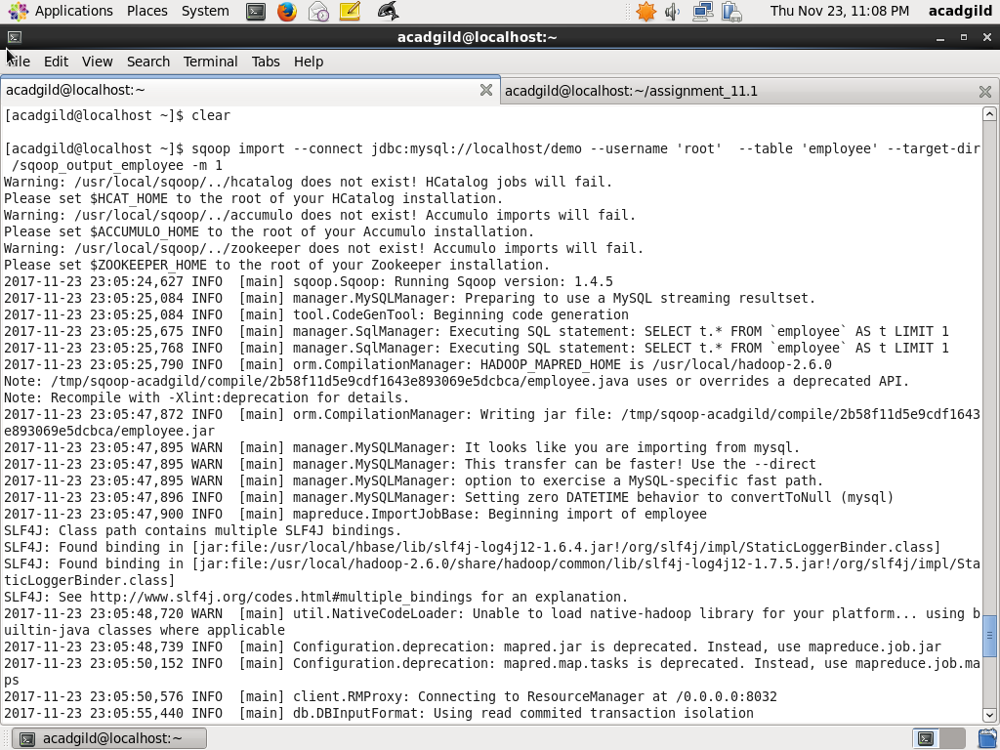 Applications Places System Thu Nov 23, 11:08 PM acadgild
acadgild@localhost:~
File Edit View Search Terminal Tabs Help
acadgild@localhost:~ acadgild@localhost:~/assignment_11.1
[acadgild@localhost ~]$ clear
[acadgild@localhost ~]$ sqoop import --connect jdbc:mysql://localhost/demo --username 'root'  --table 'employee' --target-dir
 /sqoop_output_employee -m 1
Warning: /usr/local/sqoop/../hcatalog does not exist! HCatalog jobs will fail.
Please set $HCAT_HOME to the root of your HCatalog installation.
Warning: /usr/local/sqoop/../accumulo does not exist! Accumulo imports will fail.
Please set $ACCUMULO_HOME to the root of your Accumulo installation.
Warning: /usr/local/sqoop/../zookeeper does not exist! Accumulo imports will fail.
Please set $ZOOKEEPER_HOME to the root of your Zookeeper installation.
2017-11-23 23:05:24,627 INFO  [main] sqoop.Sqoop: Running Sqoop version: 1.4.5
2017-11-23 23:05:25,084 INFO  [main] manager.MySQLManager: Preparing to use a MySQL streaming resultset.
2017-11-23 23:05:25,084 INFO  [main] tool.CodeGenTool: Beginning code generation
2017-11-23 23:05:25,675 INFO  [main] manager.SqlManager: Executing SQL statement: SELECT t.* FROM `employee` AS t LIMIT 1
2017-11-23 23:05:25,768 INFO  [main] manager.SqlManager: Executing SQL statement: SELECT t.* FROM `employee` AS t LIMIT 1
2017-11-23 23:05:25,790 INFO  [main] orm.CompilationManager: HADOOP_MAPRED_HOME is /usr/local/hadoop-2.6.0
Note: /tmp/sqoop-acadgild/compile/2b58f11d5e9cdf1643e893069e5dcbca/employee.java uses or overrides a deprecated API.
Note: Recompile with -Xlint:deprecation for details.
2017-11-23 23:05:47,872 INFO  [main] orm.CompilationManager: Writing jar file: /tmp/sqoop-acadgild/compile/2b58f11d5e9cdf1643
e893069e5dcbca/employee.jar
2017-11-23 23:05:47,895 WARN  [main] manager.MySQLManager: It looks like you are importing from mysql.
2017-11-23 23:05:47,895 WARN  [main] manager.MySQLManager: This transfer can be faster! Use the --direct
2017-11-23 23:05:47,895 WARN  [main] manager.MySQLManager: option to exercise a MySQL-specific fast path.
2017-11-23 23:05:47,896 INFO  [main] manager.MySQLManager: Setting zero DATETIME behavior to convertToNull (mysql)
2017-11-23 23:05:47,900 INFO  [main] mapreduce.ImportJobBase: Beginning import of employee
SLF4J: Class path contains multiple SLF4J bindings.
SLF4J: Found binding in [jar:file:/usr/local/hbase/lib/slf4j-log4j12-1.6.4.jar!/org/slf4j/impl/StaticLoggerBinder.class]
SLF4J: Found binding in [jar:file:/usr/local/hadoop-2.6.0/share/hadoop/common/lib/slf4j-log4j12-1.7.5.jar!/org/slf4j/impl/Sta
ticLoggerBinder.class]
SLF4J: See http://www.slf4j.org/codes.html#multiple_bindings for an explanation.
2017-11-23 23:05:48,720 WARN  [main] util.NativeCodeLoader: Unable to load native-hadoop library for your platform... using b
uiltin-java classes where applicable
2017-11-23 23:05:48,739 INFO  [main] Configuration.deprecation: mapred.jar is deprecated. Instead, use mapreduce.job.jar
2017-11-23 23:05:50,152 INFO  [main] Configuration.deprecation: mapred.map.tasks is deprecated. Instead, use mapreduce.job.ma
ps
2017-11-23 23:05:50,576 INFO  [main] client.RMProxy: Connecting to ResourceManager at /0.0.0.0:8032
2017-11-23 23:05:55,440 INFO  [main] db.DBInputFormat: Using read commited transaction isolation
acadgild@localhost:~